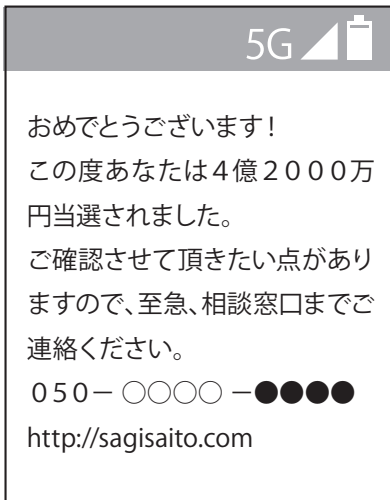 5G
おめでとうございます！
この度あなたは４億２０００万
円当選されました。
ご確認させて頂きたい点があり
ますので、至急、相談窓口までご
連絡ください。
０５０－○○○○－●●●●
http://sagisaito.com